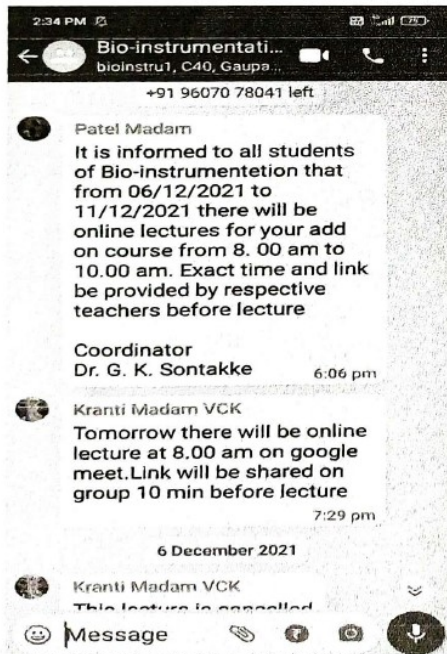 2:34 PM
Bio-instrumentati...
bioinstru1, C40, Gaupa...
+91 96070 78041 left
Patel Madam
It is informed to all students
of Bio-instrumentetion that
from 06/12/2021 to
11/12/2021 there will be
online lectures for your add
on course from 8. 00 am to
10.00 am. Exact time and link
be provided by respective
teachers before lecture
Coordinator
Dr. G. K. Sontakke
6:06 pm
Kranti Madam VCK
Tomorrow there will be online
lecture at 8.00 am on google
meet.Link will be shared on
group 10 min before lecture
7:29 pm
6 December 2021
Kranti Madam VCK
This lecture is cancelled
Message